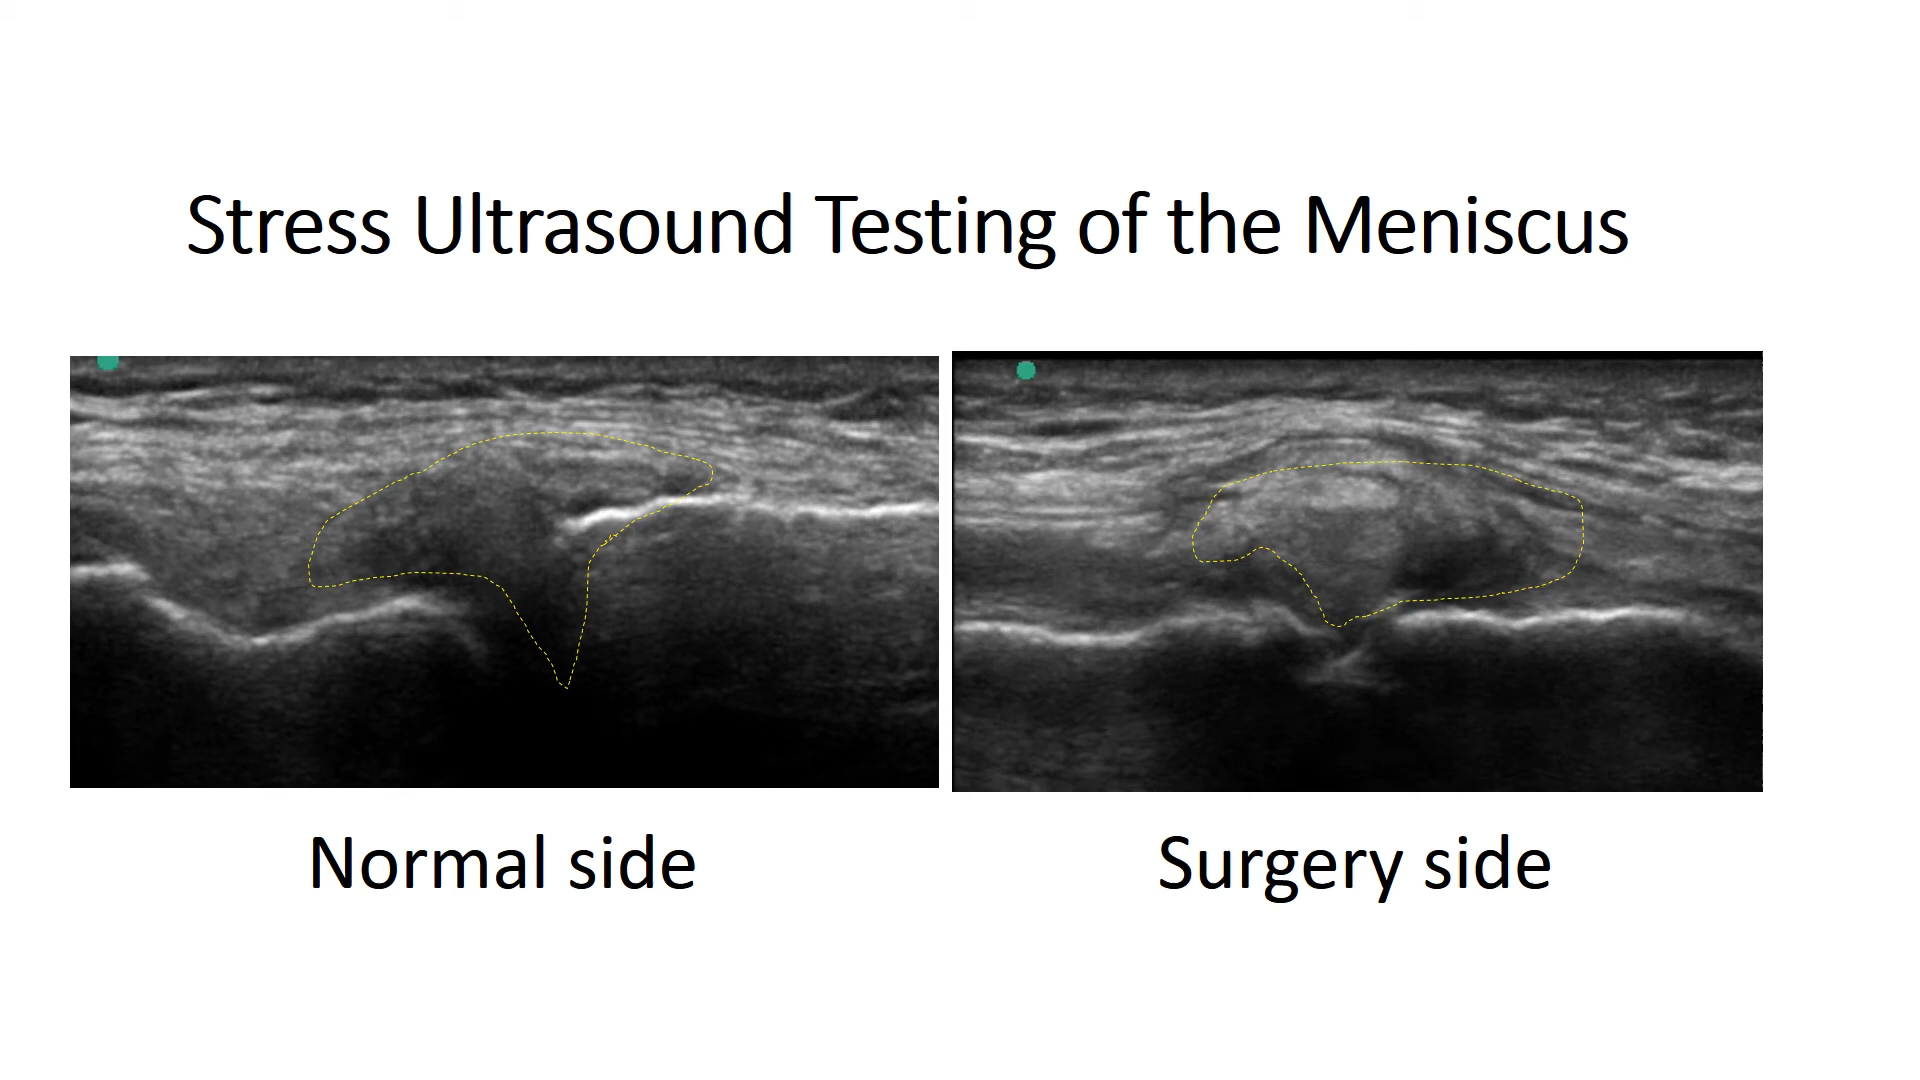 Stress Ultrasound Testing of the Meniscus
Normal side
Surgery side